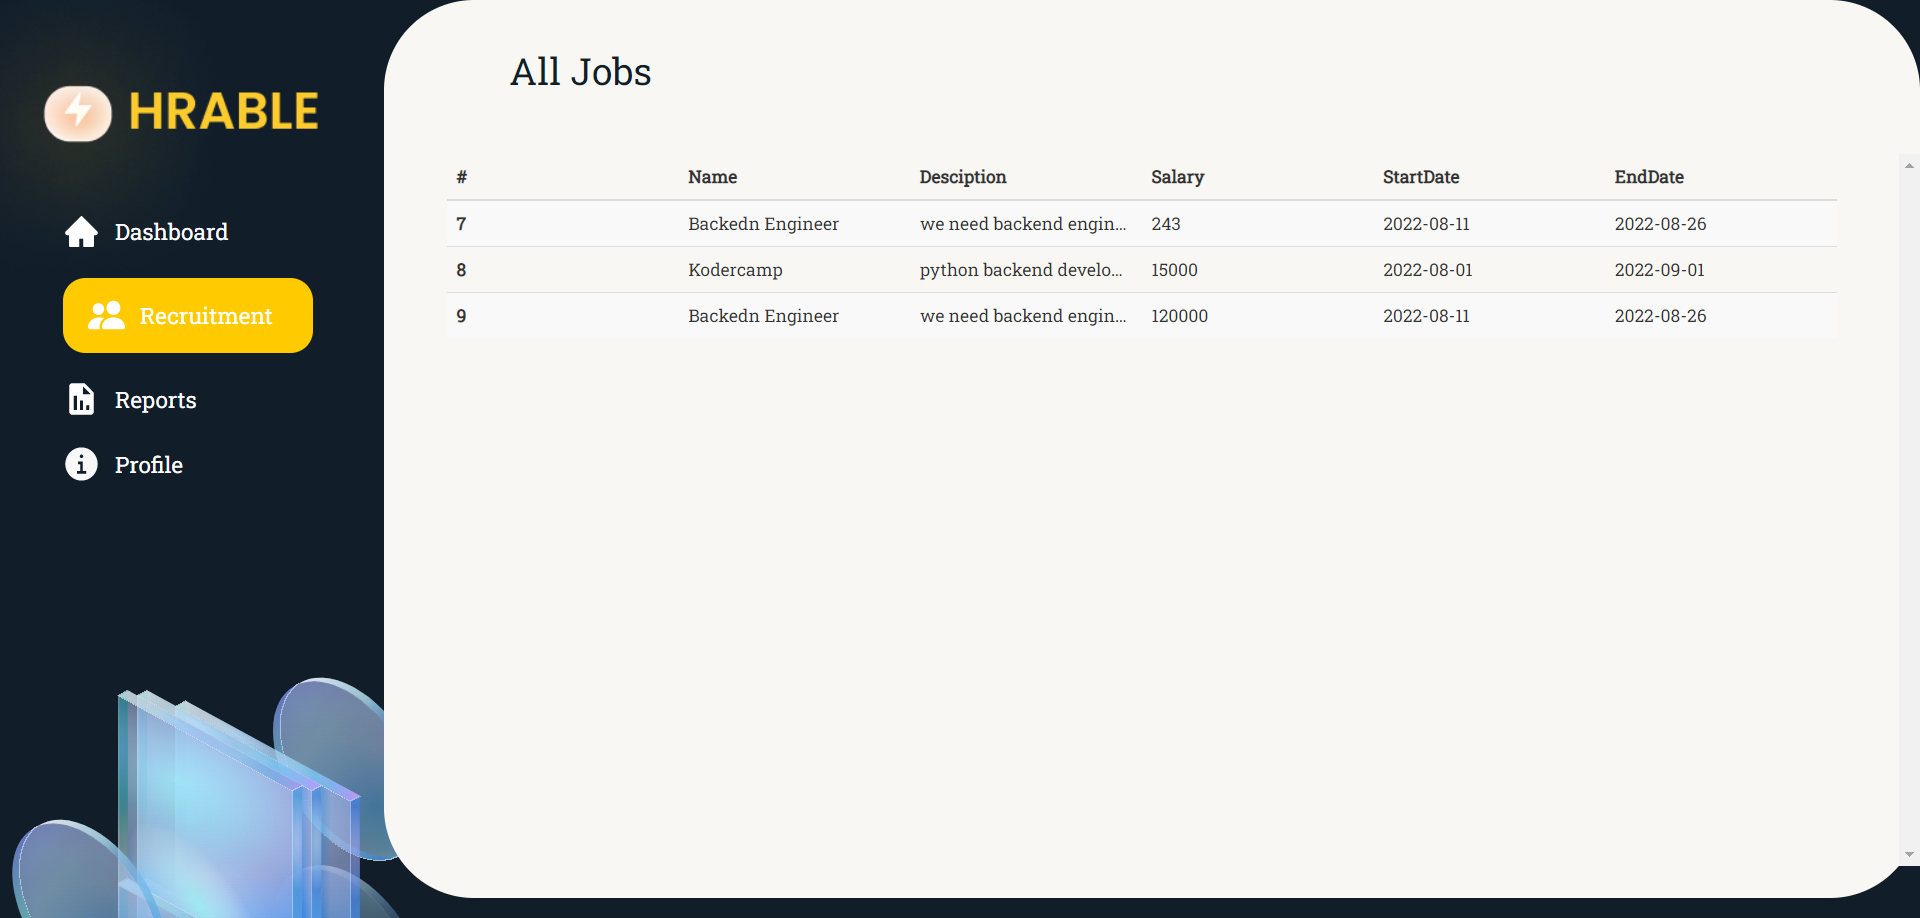 HRABLE
Dashboard
Recruitment
Reports
Profile
All Jobs
# Name Desciption Salary StartDate EndDate
7 Backedn Engineer we need backend engin... 243 2022-08-11 2022-08-26
8 Kodercamp python backend develo... 15000 2022-08-01 2022-09-01
9 Backedn Engineer we need backend engin... 120000 2022-08-11 2022-08-26